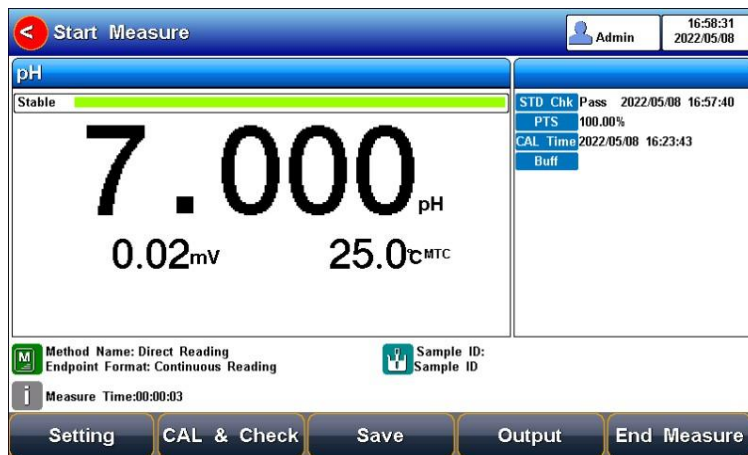 < Start Measure
Admin
16:58:31
2022/05/08
pH
Stable
7.000 pH
0.02mV 25.0℃ MTC
STD Chk Pass 2022/05/08 16:57:40
PTS 100.00%
CAL Time 2022/05/08 16:23:43
Buff
M Method Name: Direct Reading
Endpoint Format: Continuous Reading
Sample ID:
Sample ID
i Measure Time:00:00:03
Setting CAL & Check Save Output End Measure